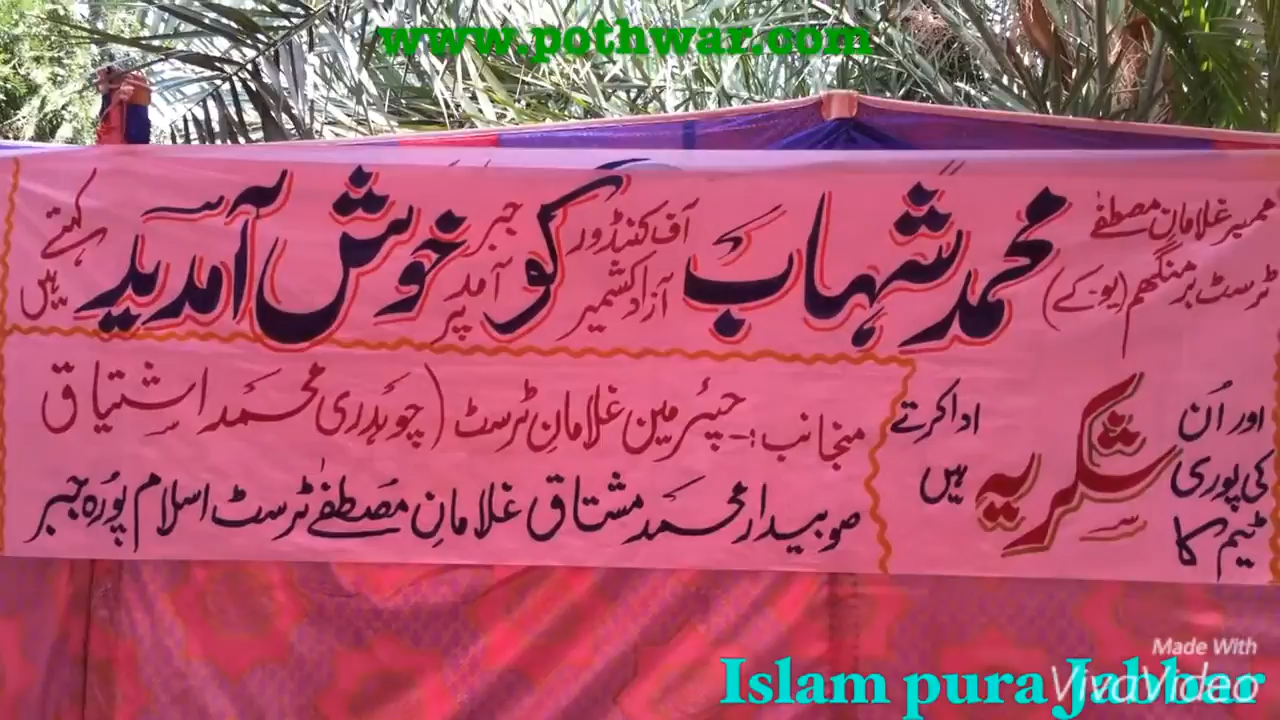 www.pothwar.com
ممبر غلامانِ مصطفےٰ
ٹرسٹ برمنگھم (یو-کے)
محمد شہاب
آف کنڈور
آزاد کشمیر
کو
جبر
آمد
پر
خوش آمدید
کہتے
ہیں
اور اُن
کی پوری
ٹیم کا
شکریہ
ادا کرتے
ہیں
منجانب:۔ چیئرمین غلامانِ ٹرسٹ (چوہدری محمد اشتیاق
صوبیدار محمد مشتاق غلامانِ مصطفےٰ ٹرسٹ اسلام پورہ جبر
Made With
VivaVideo
Islam pura Jabber